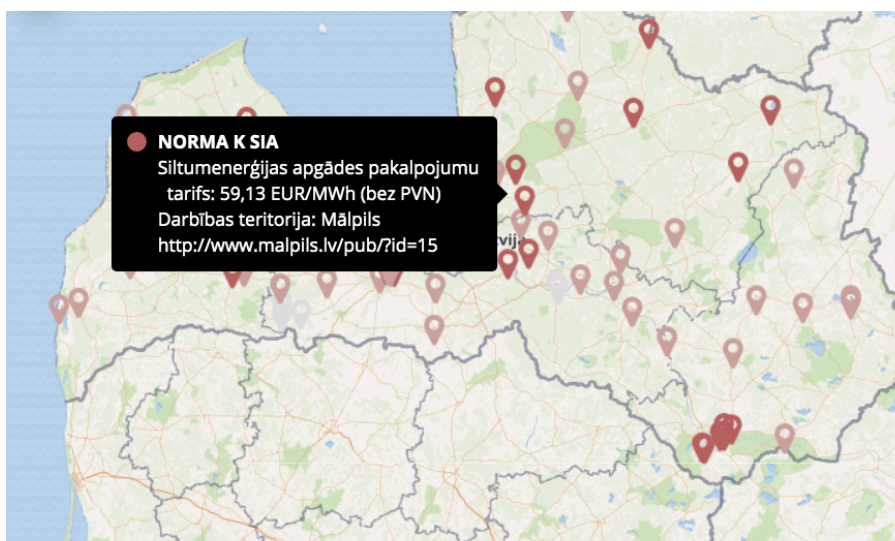 NORMA K SIA
Siltumenerģijas apgādes pakalpojumu
tarifs: 59,13 EUR/MWh (bez PVN)
Darbības teritorija: Mālpils
http://www.malpils.lv/pub/?id=15
tvija